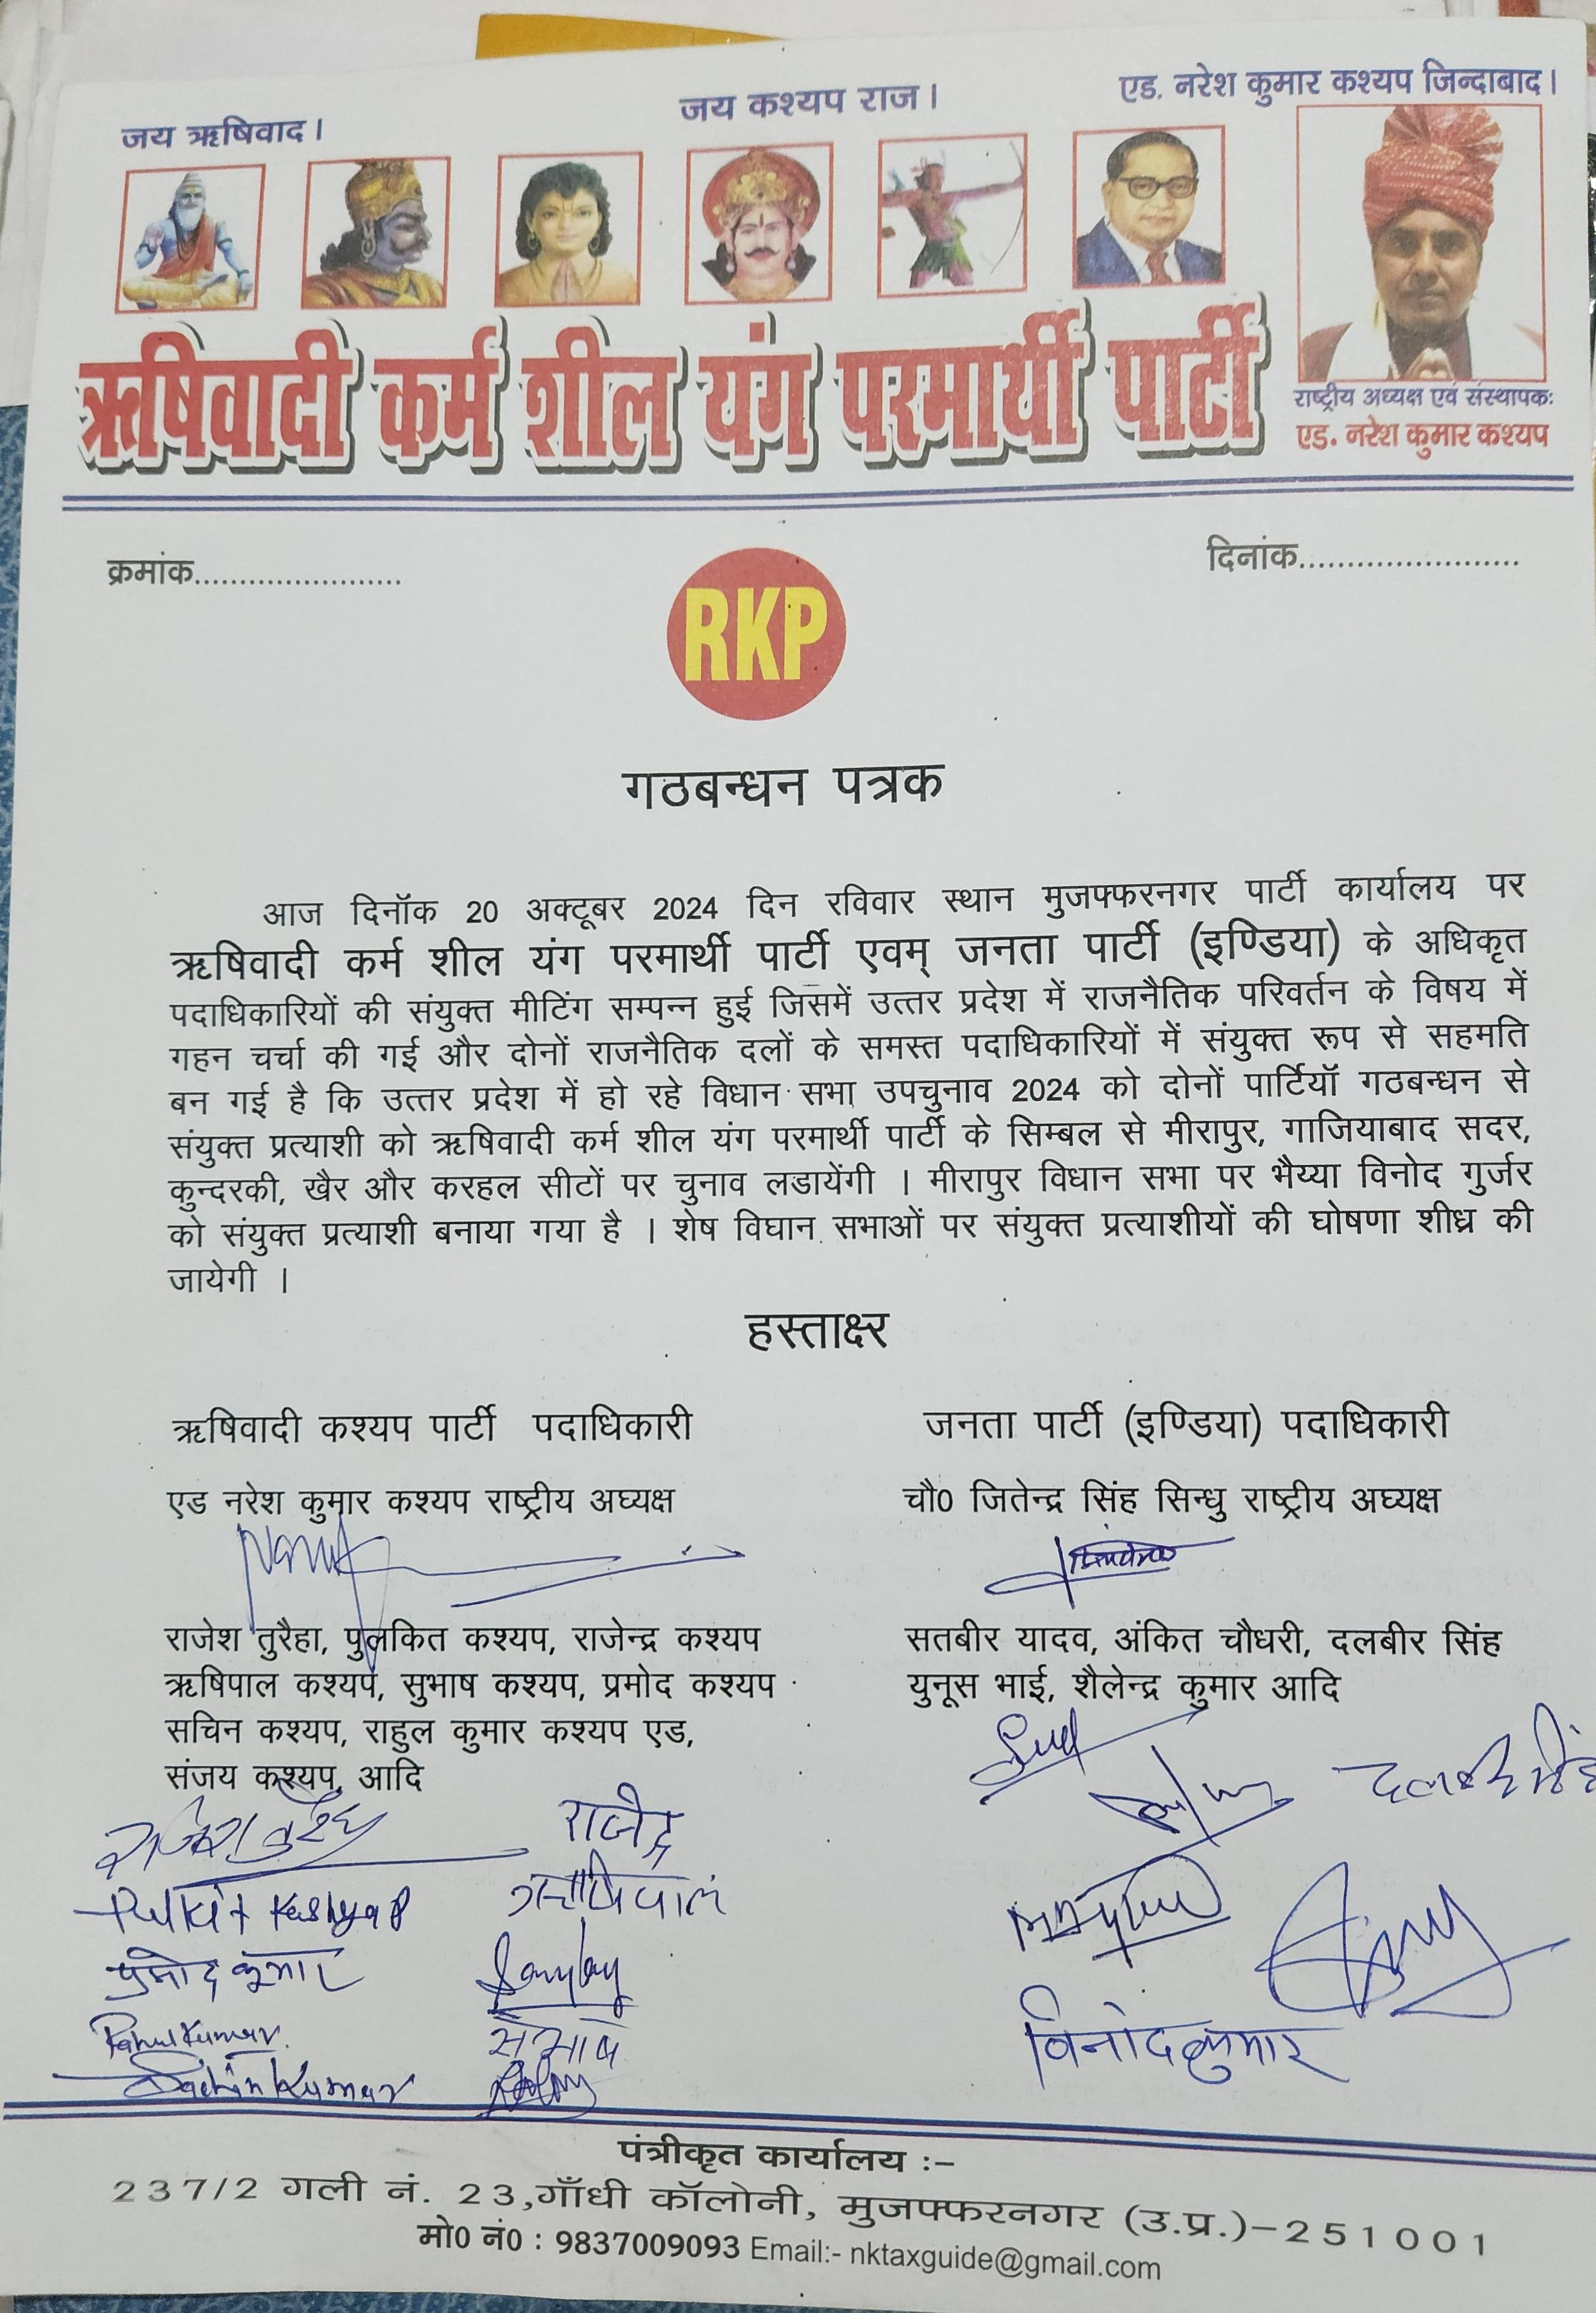 जय ऋषिवाद।
जय कश्यप राज।
एड. नरेश कुमार कश्यप जिन्दाबाद।
ऋषिवादी कर्म शील यंग परमार्थी पार्टी
राष्ट्रीय अध्यक्ष एवं संस्थापकः
एड. नरेश कुमार कश्यप
क्रमांक.......................
दिनांक........................
RKP
गठबन्धन पत्रक
आज दिनॉक 20 अक्टूबर 2024 दिन रविवार स्थान मुजफ्फरनगर पार्टी कार्यालय पर
ऋषिवादी कर्म शील यंग परमार्थी पार्टी एवम् जनता पार्टी (इण्डिया) के अधिकृत
पदाधिकारियों की संयुक्त मीटिंग सम्पन्न हुई जिसमें उत्तर प्रदेश में राजनैतिक परिवर्तन के विषय में
गहन चर्चा की गई और दोनों राजनैतिक दलों के समस्त पदाधिकारियों में संयुक्त रूप से सहमति
बन गई है कि उत्तर प्रदेश में हो रहे विधान सभा उपचुनाव 2024 को दोनों पार्टियॉ गठबन्धन से
संयुक्त प्रत्याशी को ऋषिवादी कर्म शील यंग परमार्थी पार्टी के सिम्बल से मीरापुर, गाजियाबाद सदर,
कुन्दरकी, खैर और करहल सीटों पर चुनाव लडायेंगी । मीरापुर विधान सभा पर भैय्या विनोद गुर्जर
को संयुक्त प्रत्याशी बनाया गया है । शेष विघान सभाओं पर संयुक्त प्रत्याशीयों की घोषणा शीध्र की
जायेगी ।
हस्ताक्ष्र
ऋषिवादी कश्यप पार्टी पदाधिकारी
जनता पार्टी (इण्डिया) पदाधिकारी
एड नरेश कुमार कश्यप राष्ट्रीय अघ्यक्ष
चौ0 जितेन्द्र सिंह सिन्धु राष्ट्रीय अघ्यक्ष
राजेश तुरैहा, पुलकित कश्यप, राजेन्द्र कश्यप
सतबीर यादव, अंकित चौधरी, दलबीर सिंह
ऋषिपाल कश्यप, सुभाष कश्यप, प्रमोद कश्यप
युनूस भाई, शैलेन्द्र कुमार आदि
सचिन कश्यप, राहुल कुमार कश्यप एड,
संजय कश्यप, आदि
दलबीर सिंह
राजेश तुरैहा
राजेन्द्र
Pulkit Kashyap
ऋषिपाल
प्रमोद कुमार
Rahul Kumar
सुभाष
विनोद कुमार
Sachin Kumar
पंत्रीकृत कार्यालय :-
237/2 गली नं. 23,गाँधी कॉलोनी, मुजफ्फरनगर (उ.प्र.)-251001
मो0 नं0 : 9837009093 Email:- nktaxguide@gmail.com